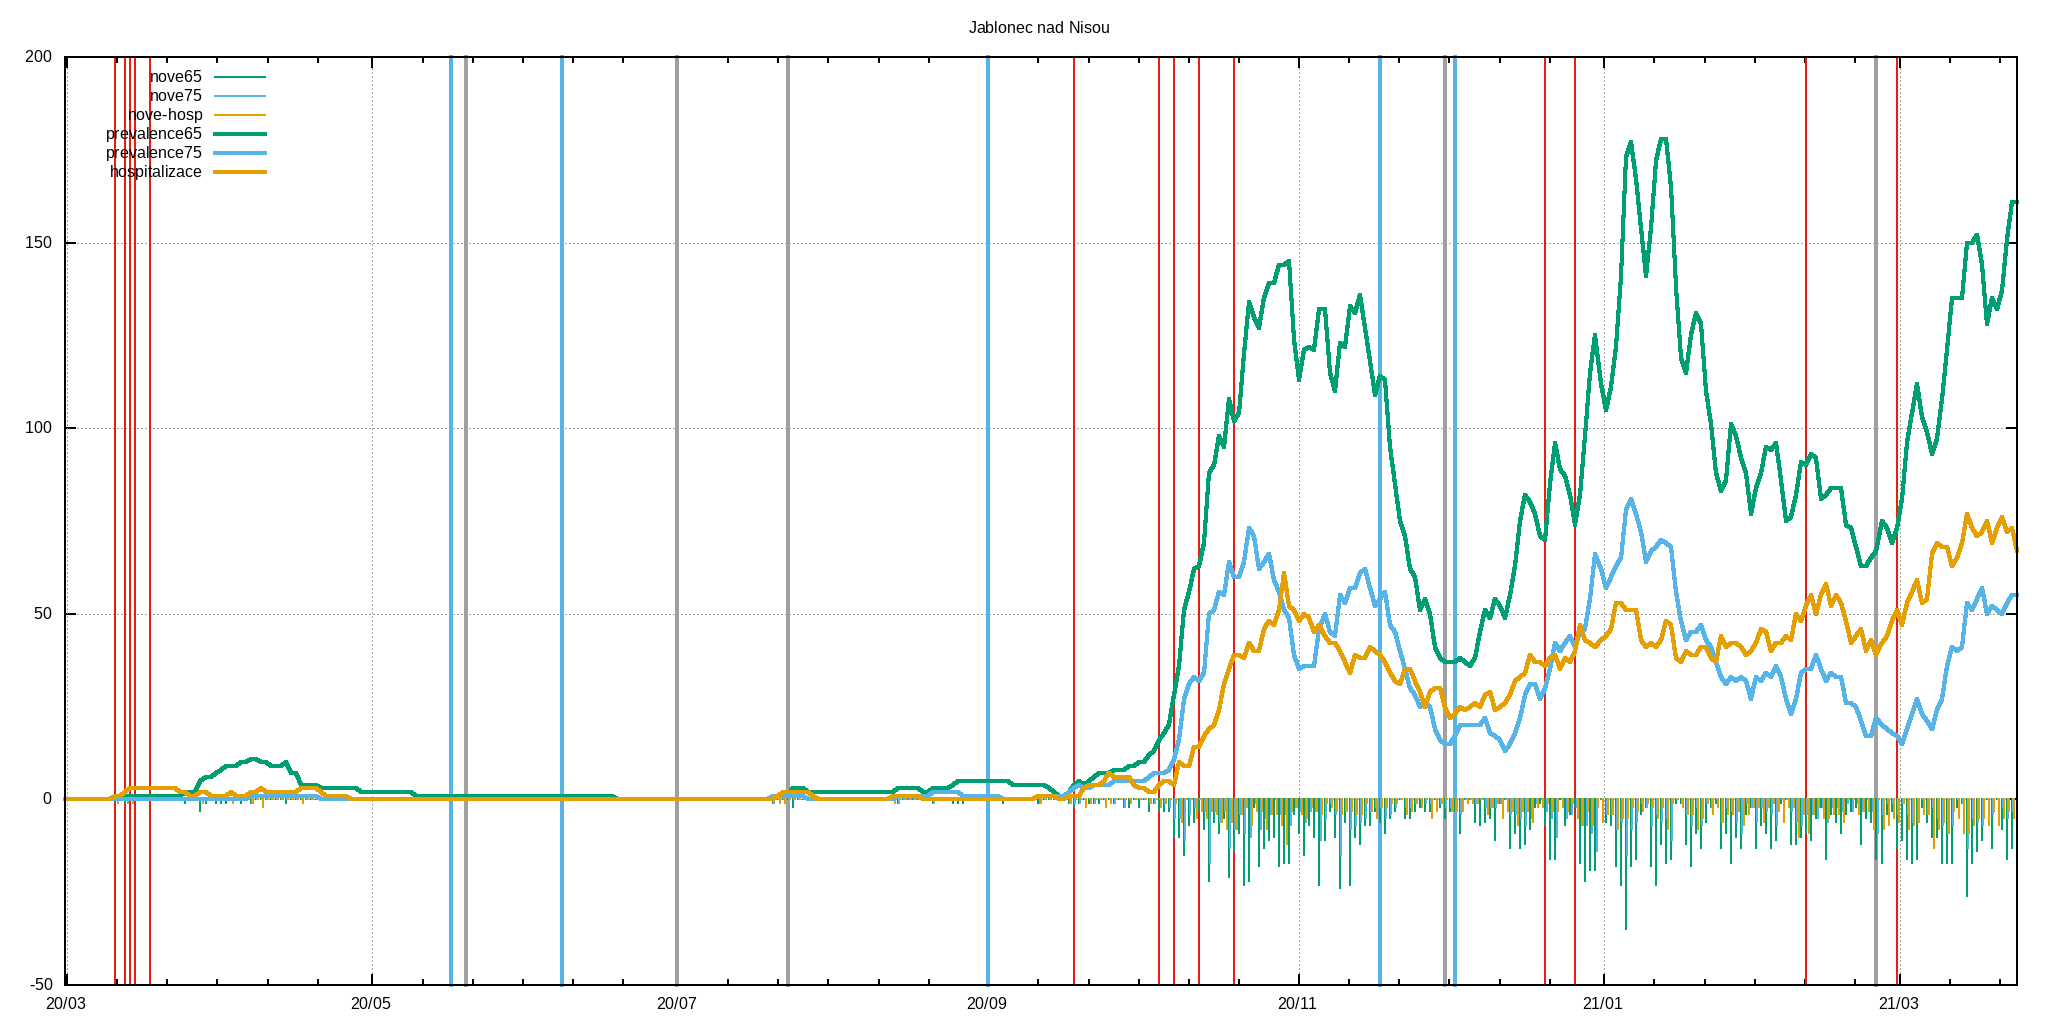 Jablonec nad Nisou
200
150
100
50
0
-50
nove65
nove75
nove-hosp
prevalence65
prevalence75
hospitalizace
20/03 20/05 20/07 20/09 20/11 21/01 21/03